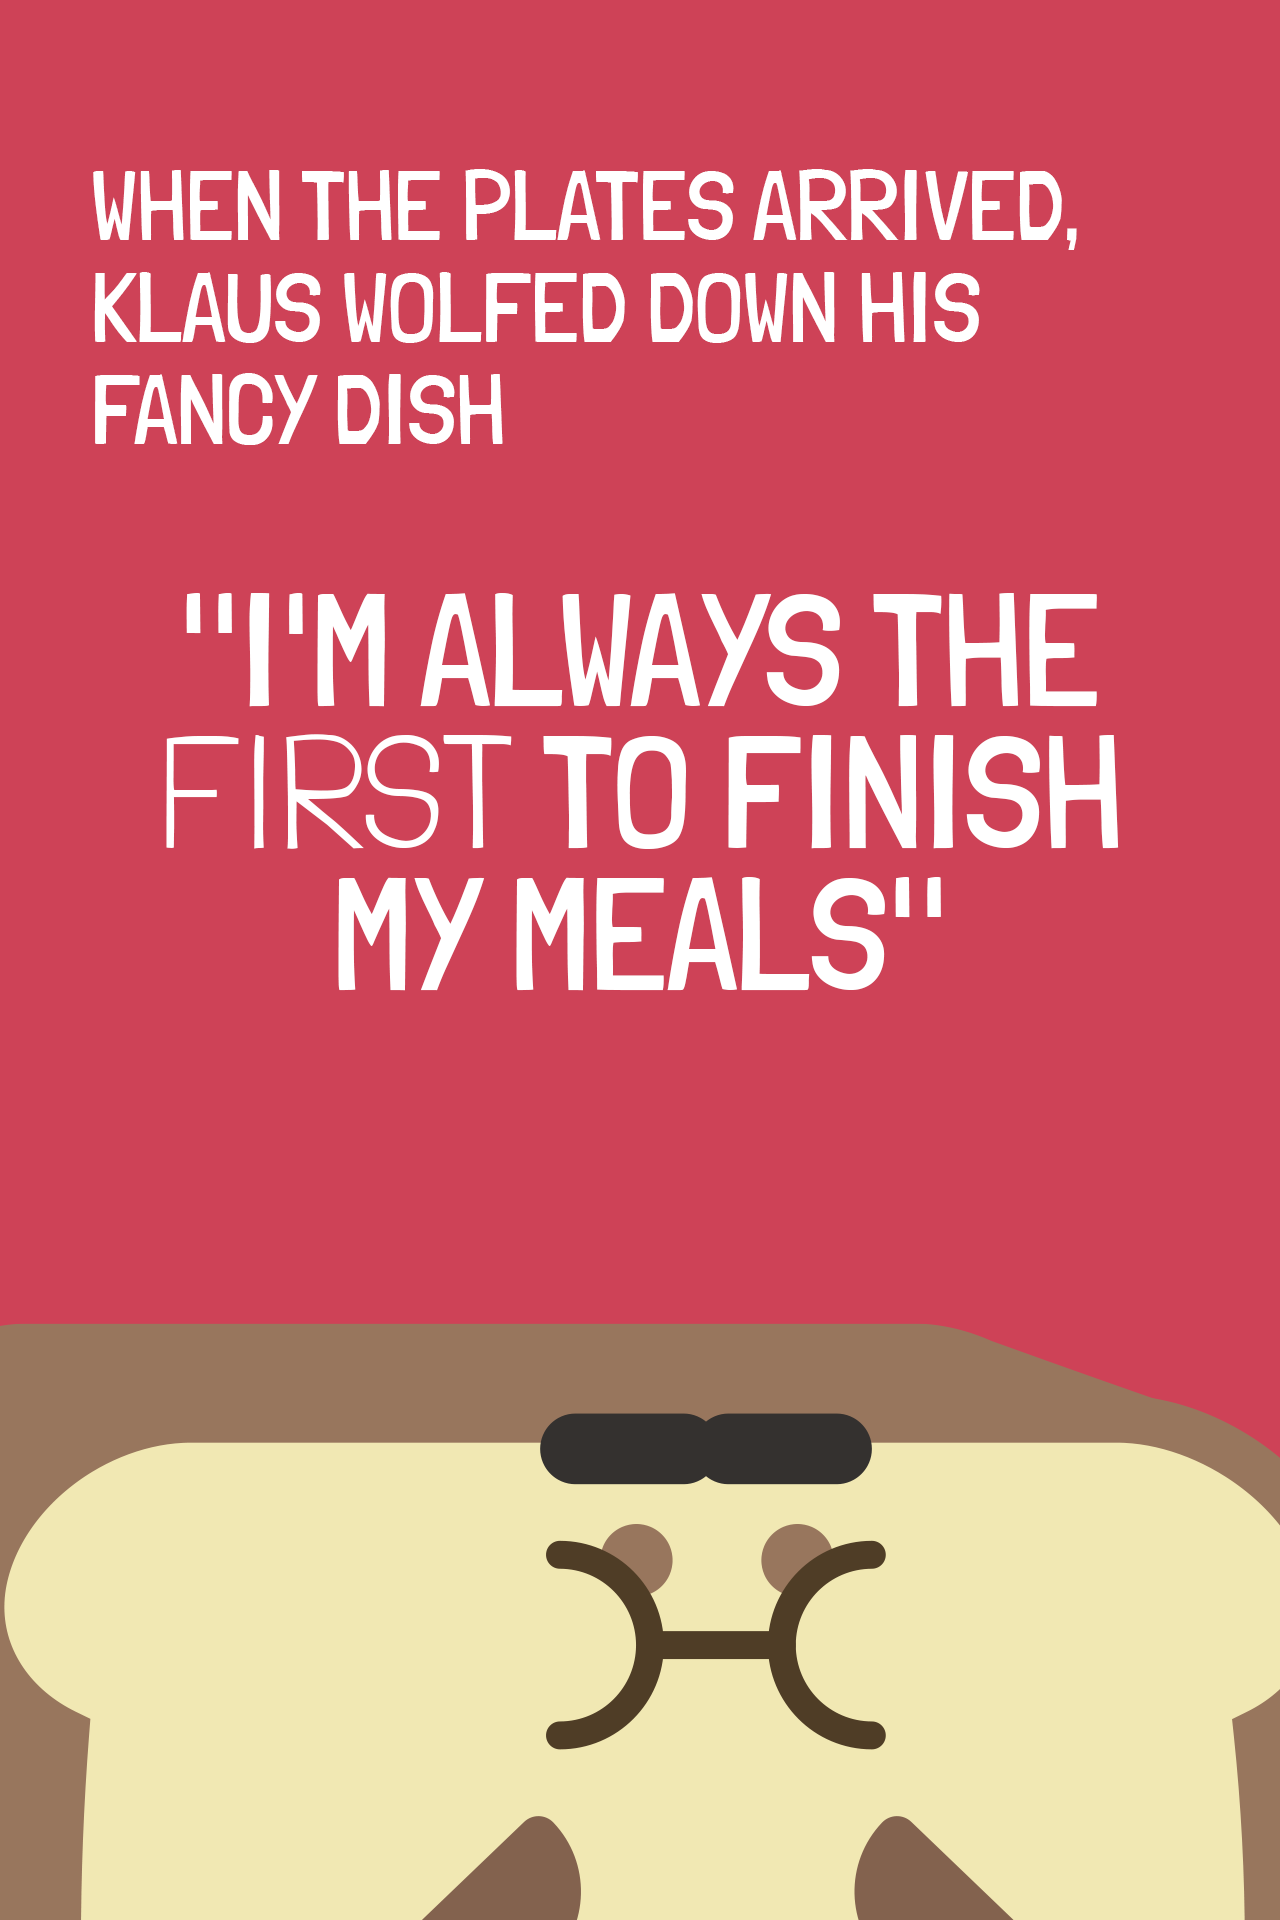 WHEN THE PLATES ARRIVED,
KLAUS WOLFED DOWN HIS
FANCY DISH
"I'M ALWAYS THE
FIRST TO FINISH
MY MEALS"